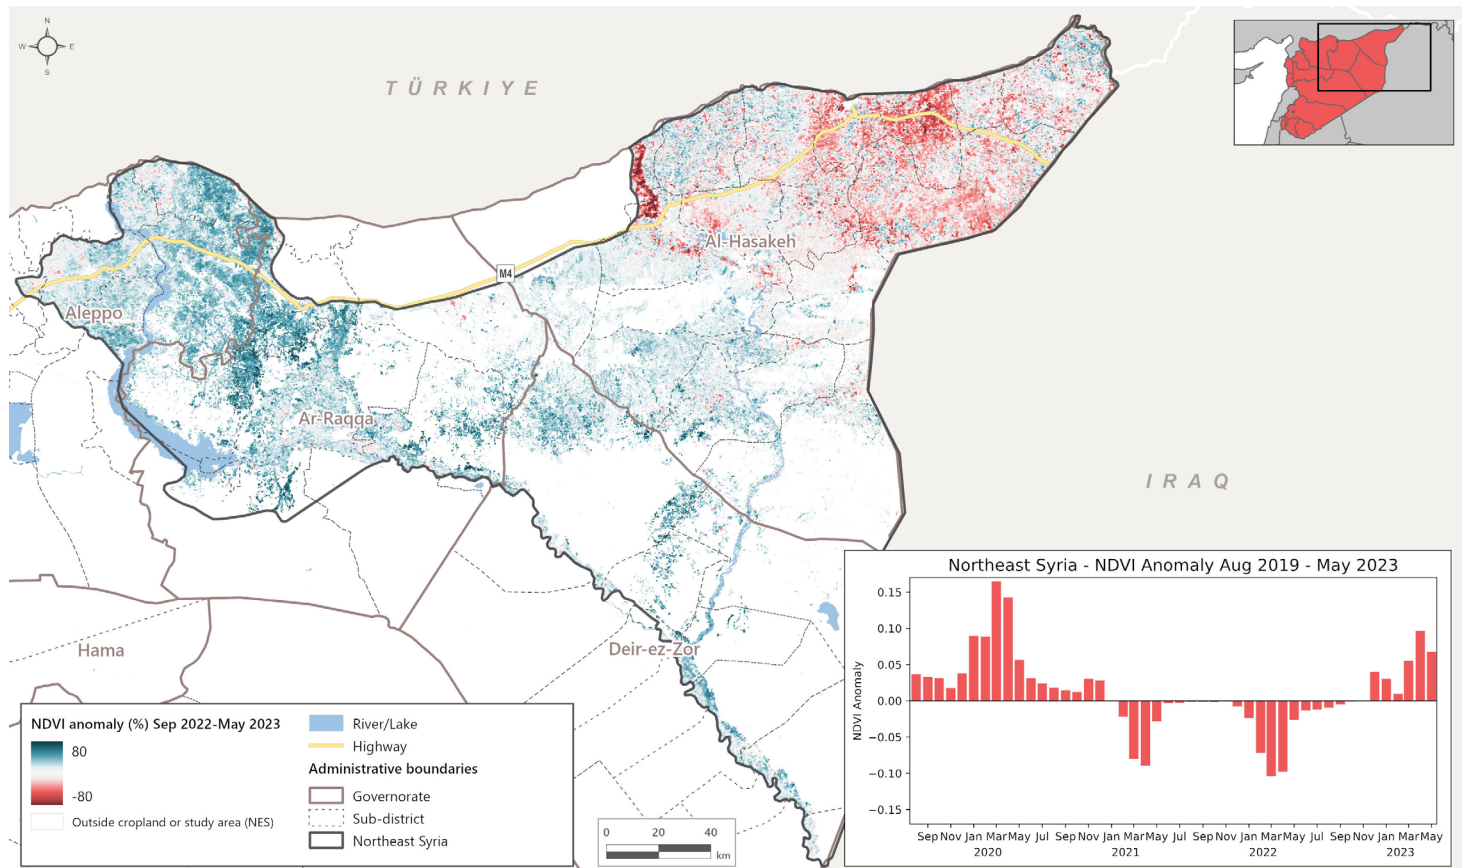 N
W E
S
TÜRKIYE
M4
Al-Hasakeh
Aleppo
Ar-Raqqa
IRAQ
Deir-ez-Zor
Hama
NDVI anomaly (%) Sep 2022-May 2023
80
-80
Outside cropland or study area (NES)
River/Lake
Highway
Administrative boundaries
Governorate
Sub-district
Northeast Syria
0 20 40
km
Northeast Syria - NDVI Anomaly Aug 2019 - May 2023
NDVI Anomaly
0.15
0.10
0.05
0.00
−0.05
−0.10
−0.15
Sep Nov Jan Mar May Jul Sep Nov Jan Mar May Jul Sep Nov Jan Mar May Jul Sep Nov Jan Mar May
2020 2021 2022 2023